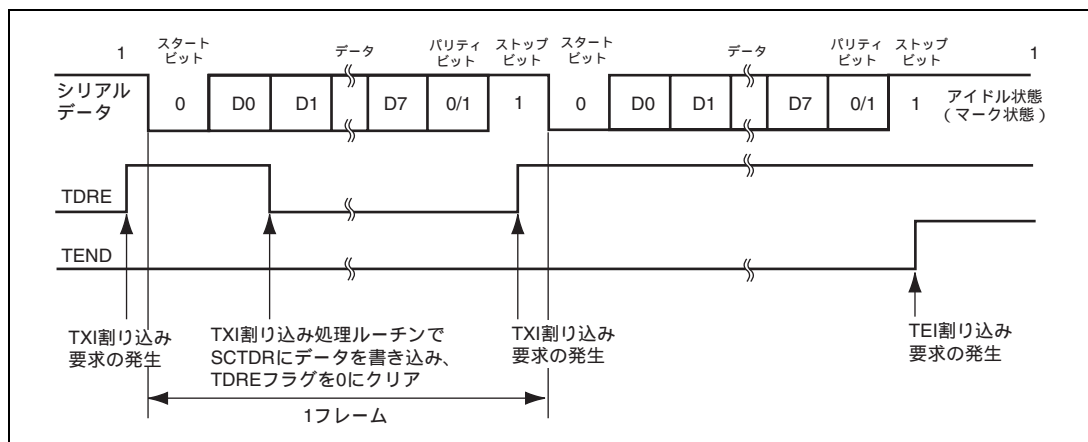 1
スタート
ビット
データ
パリティ
ビット
ストップ
ビット
スタート
ビット
データ
パリティ
ビット
ストップ
ビット
1
シリアル
データ
0
D0
D1
D7
0/1
1
0
D0
D1
D7
0/1
1
アイドル状態
(マーク状態)
TDRE
TEND
TXI割り込み
要求の発生
TXI割り込み処理ルーチンで
SCTDRにデータを書き込み、
TDREフラグを0にクリア
TXI割り込み
要求の発生
TEI割り込み
要求の発生
1フレーム